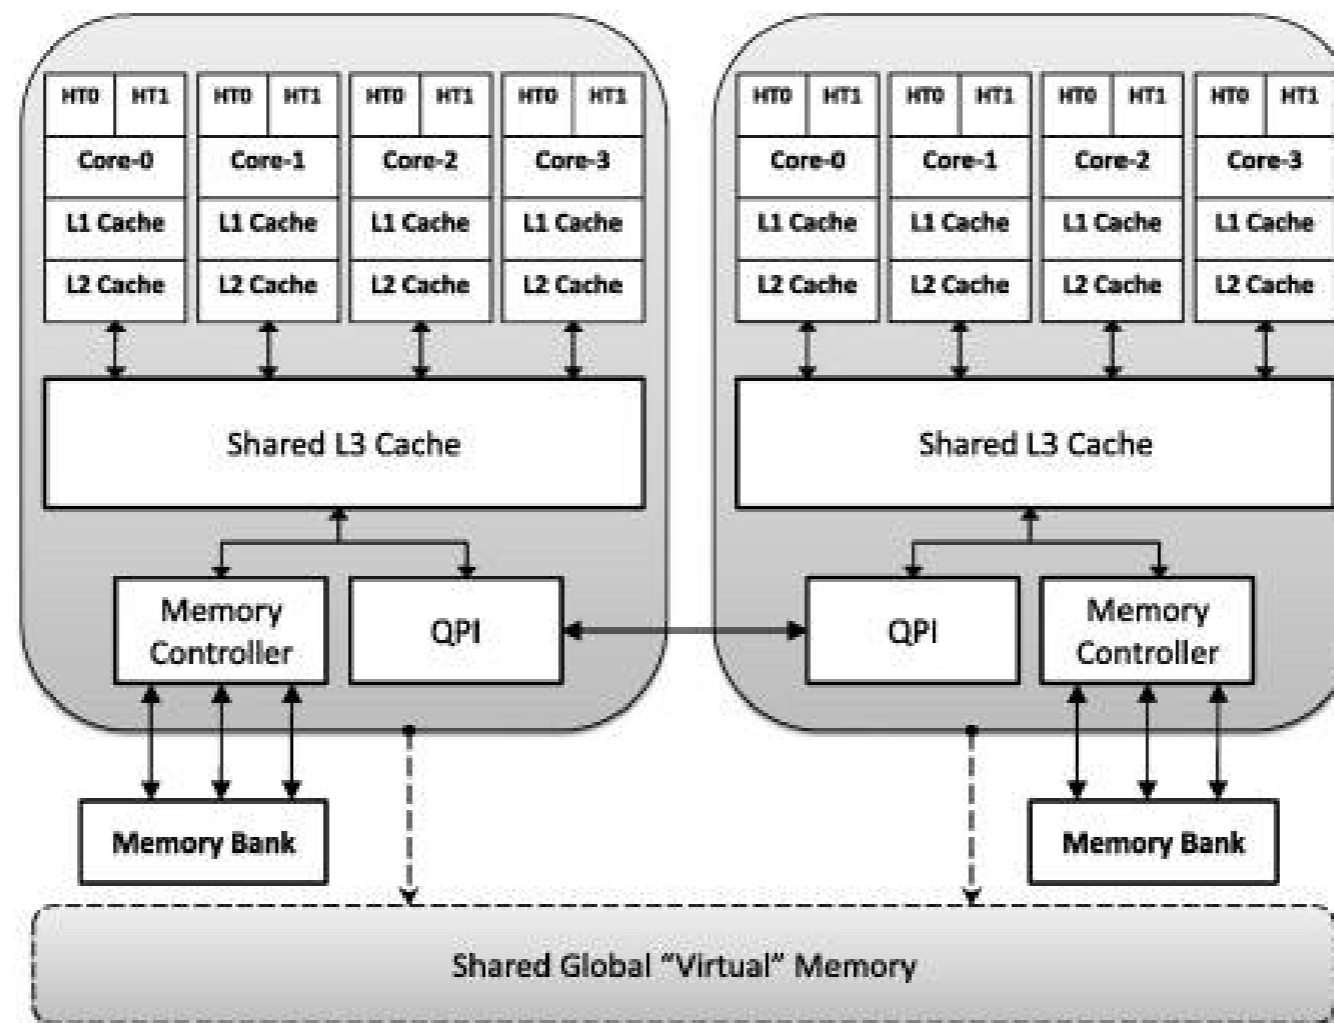 HT0 HT1 HT0 HT1 HT0 HT1 HT0 HT1 HT0 HT1 HT0 HT1 HT0 HT1 HT0 HT1
Core-0 Core-1 Core-2 Core-3 Core-0 Core-1 Core-2 Core-3
L1 Cache L1 Cache L1 Cache L1 Cache L1 Cache L1 Cache L1 Cache L1 Cache
L2 Cache L2 Cache L2 Cache L2 Cache L2 Cache L2 Cache L2 Cache L2 Cache
Shared L3 Cache Shared L3 Cache
Memory
Controller
QPI
QPI
Memory
Controller
Memory Bank Memory Bank
Shared Global “Virtual” Memory